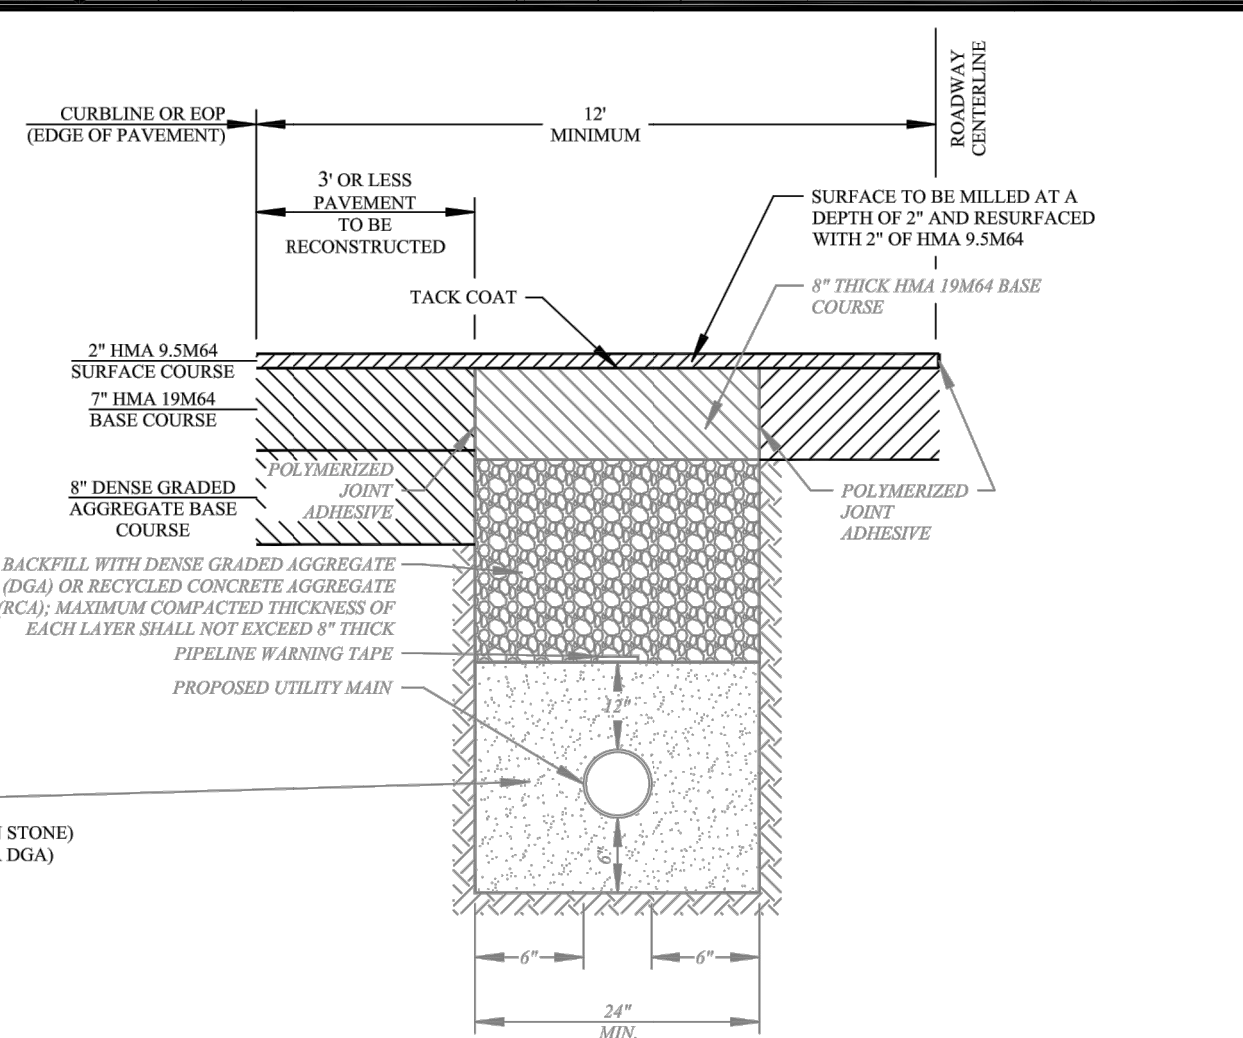 ROADWAY
CENTERLINE
CURBLINE OR EOP
(EDGE OF PAVEMENT)
12'
MINIMUM
3' OR LESS
PAVEMENT
TO BE
RECONSTRUCTED
SURFACE TO BE MILLED AT A
DEPTH OF 2" AND RESURFACED
WITH 2" OF HMA 9.5M64
8" THICK HMA 19M64 BASE
COURSE
TACK COAT
2" HMA 9.5M64
SURFACE COURSE
7" HMA 19M64
BASE COURSE
POLYMERIZED
JOINT
ADHESIVE
8" DENSE GRADED
AGGREGATE BASE
COURSE
POLYMERIZED
JOINT
ADHESIVE
BACKFILL WITH DENSE GRADED AGGREGATE
(DGA) OR RECYCLED CONCRETE AGGREGATE
(RCA); MAXIMUM COMPACTED THICKNESS OF
EACH LAYER SHALL NOT EXCEED 8" THICK
PIPELINE WARNING TAPE
PROPOSED UTILITY MAIN
12"
6"
STONE)
DGA)
6"
6"
24"
MIN.